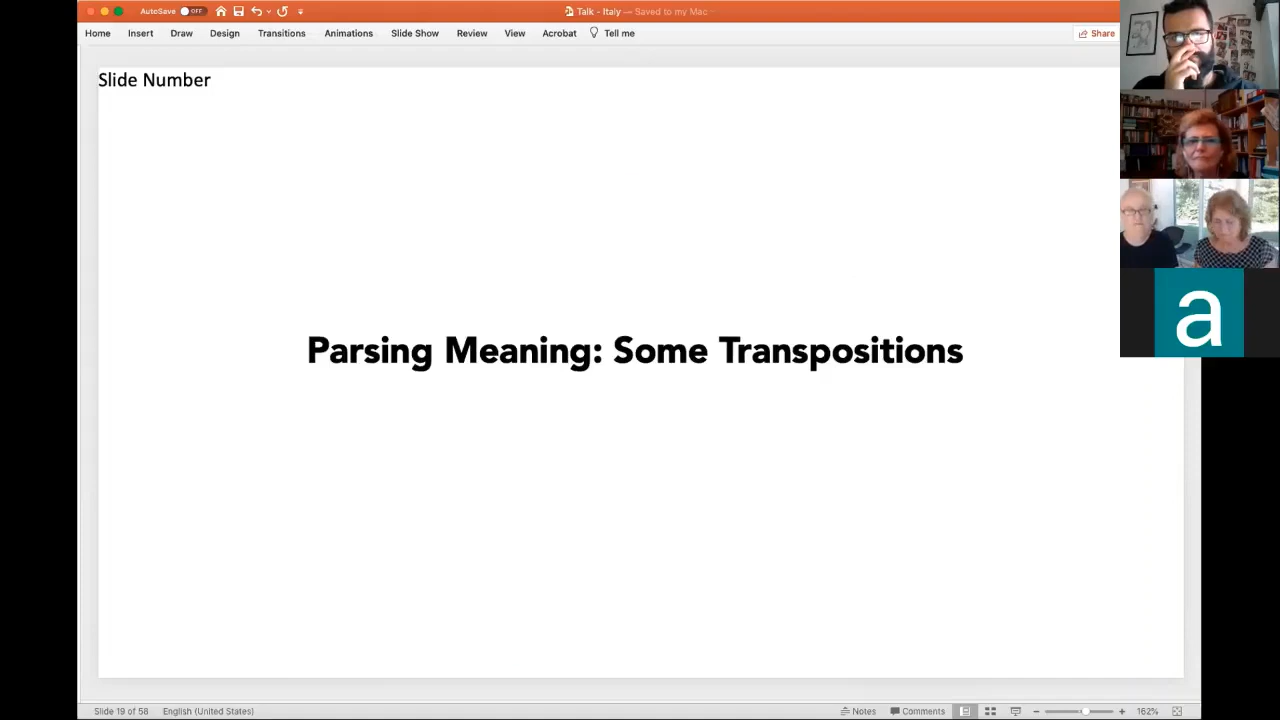 AutoSave OFF
Talk - Italy — Saved to my Mac
Home Insert Draw Design Transitions Animations Slide Show Review View Acrobat Tell me Share
Slide Number
Parsing Meaning: Some Transpositions
a
Slide 19 of 58 English (United States) Notes Comments 162%